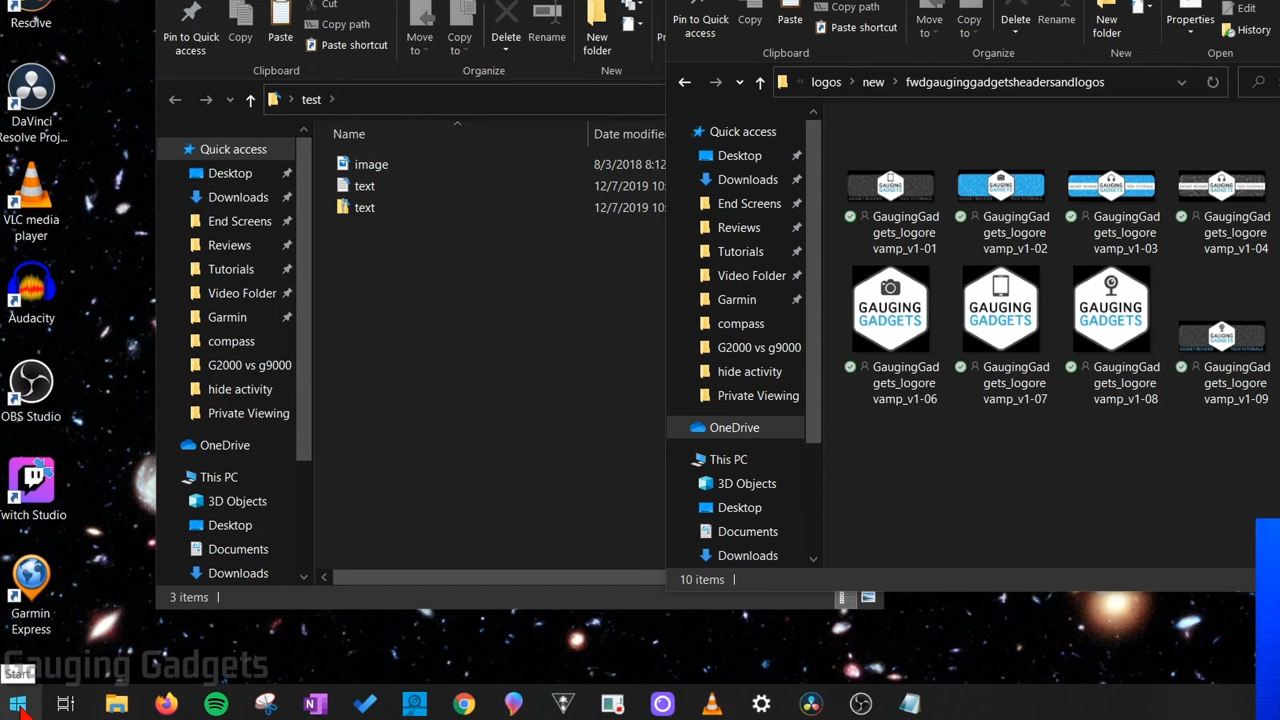 Resolve
DaVinci
Resolve Proj...
VLC media
player
Audacity
OBS Studio
Twitch Studio
Garmin
Express
Start
Gauging Gadgets
Pin to Quick
access
Copy
Paste
Cut
Copy path
Paste shortcut
Clipboard
Move
to
Copy
to
Delete
Rename
Organize
New
folder
New
test
Name
Date modified
image
8/3/2018 8:12
text
12/7/2019 10:
text
12/7/2019 10:
Quick access
Desktop
Downloads
End Screens
Reviews
Tutorials
Video Folder
Garmin
compass
G2000 vs g9000
hide activity
Private Viewing
OneDrive
This PC
3D Objects
Desktop
Documents
Downloads
3 items
Pin to Quick
access
Copy
Paste
Copy path
Paste shortcut
Clipboard
Move
to
Copy
to
Delete
Rename
Organize
New
folder
New
Properties
Edit
History
Open
logos
new
fwdgauginggadgetsheadersandlogos
Quick access
Desktop
Downloads
End Screens
Reviews
Tutorials
Video Folder
Garmin
compass
G2000 vs g9000
hide activity
Private Viewing
OneDrive
This PC
3D Objects
Desktop
Documents
Downloads
GaugingGad
gets_logore
vamp_v1-01
GaugingGad
gets_logore
vamp_v1-02
GaugingGad
gets_logore
vamp_v1-03
GaugingGad
gets_logore
vamp_v1-04
GAUGING
GADGETS
GAUGING
GADGETS
GAUGING
GADGETS
GaugingGad
gets_logore
vamp_v1-06
GaugingGad
gets_logore
vamp_v1-07
GaugingGad
gets_logore
vamp_v1-08
GaugingGad
gets_logore
vamp_v1-09
10 items